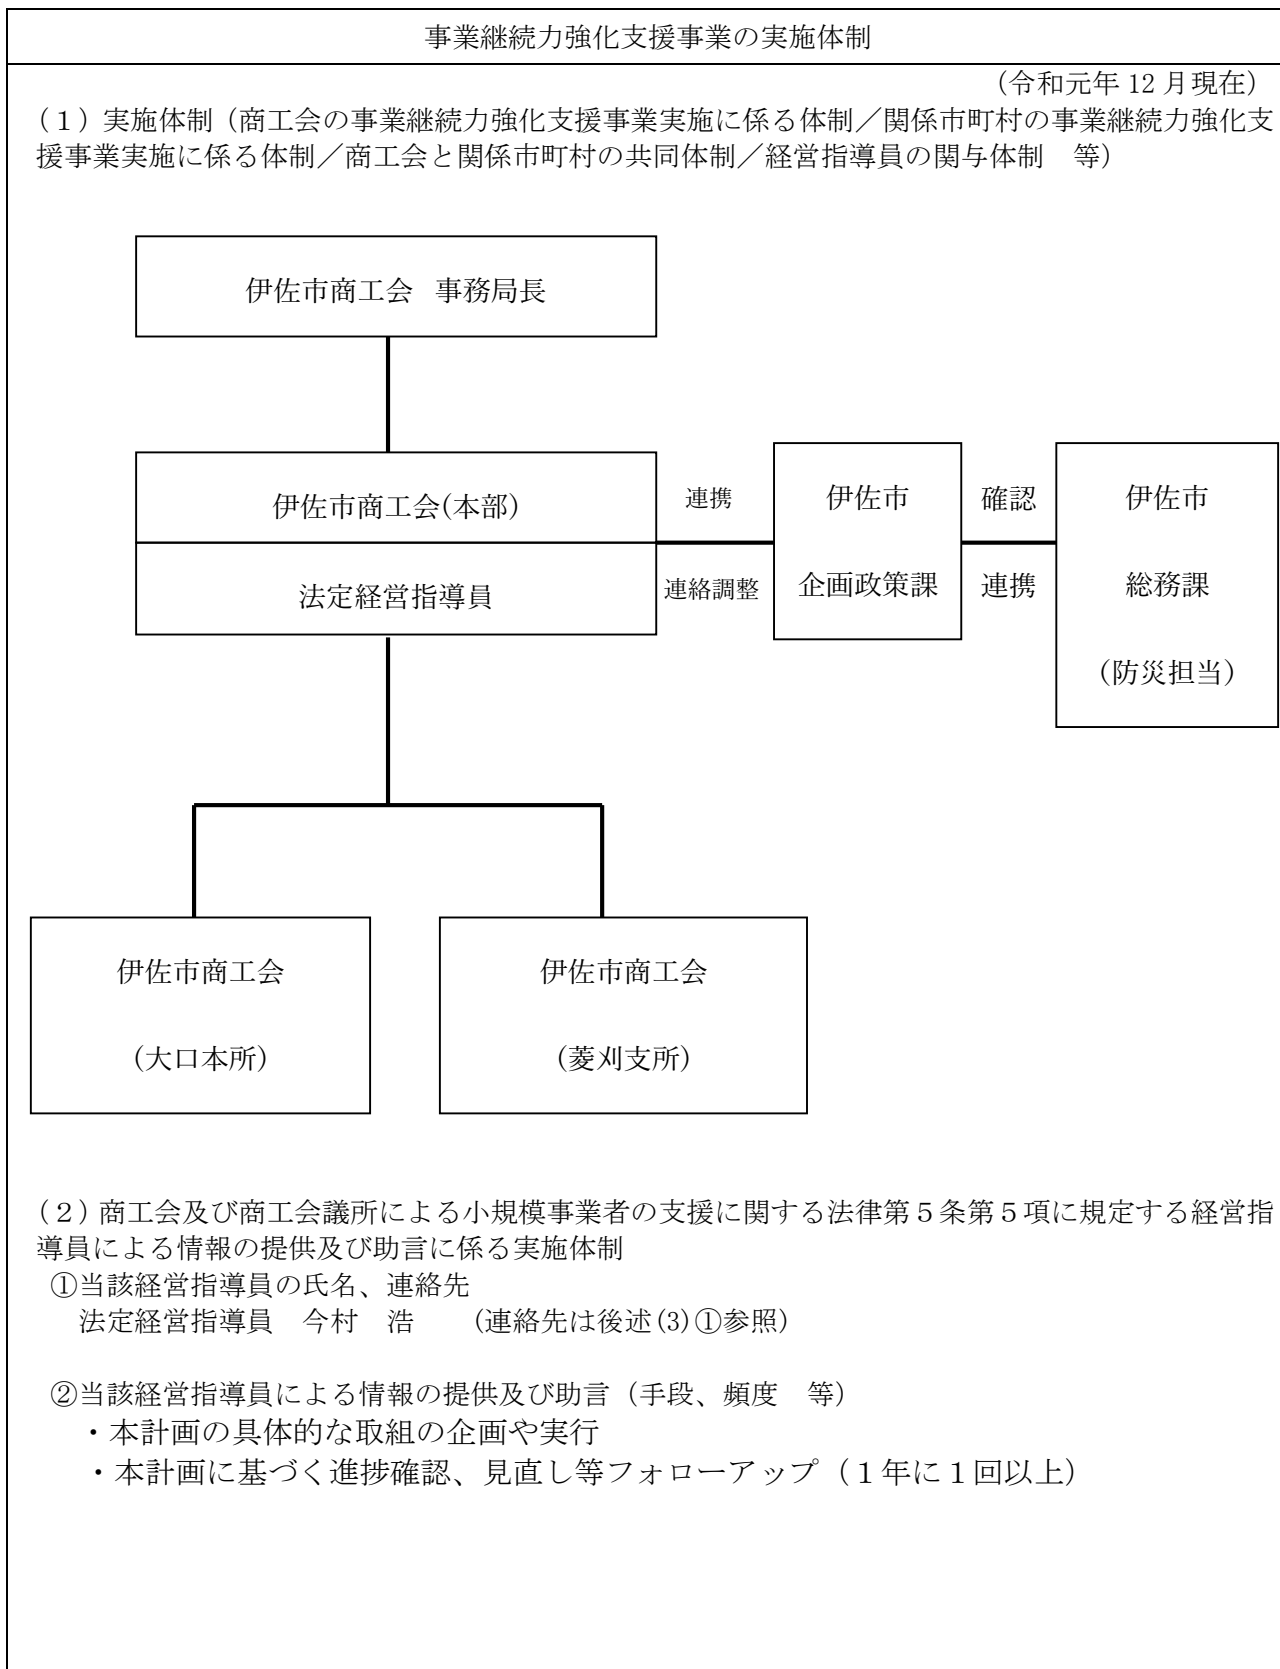 事業継続力強化支援事業の実施体制
（令和元年 12 月現在）
（１）実施体制（商工会の事業継続力強化支援事業実施に係る体制／関係市町村の事業継続力強化支
援事業実施に係る体制／商工会と関係市町村の共同体制／経営指導員の関与体制　等）
伊佐市商工会 事務局長
伊佐市商工会(本部)
法定経営指導員
連携
連絡調整
伊佐市
企画政策課
確認
連携
伊佐市
総務課
(防災担当)
伊佐市商工会
(大口本所)
伊佐市商工会
(菱刈支所)
（２）商工会及び商工会議所による小規模事業者の支援に関する法律第５条第５項に規定する経営指
導員による情報の提供及び助言に係る実施体制
①当該経営指導員の氏名、連絡先
法定経営指導員　今村　浩　　(連絡先は後述(3)①参照)
②当該経営指導員による情報の提供及び助言（手段、頻度　等）
・本計画の具体的な取組の企画や実行
・本計画に基づく進捗確認、見直し等フォローアップ（１年に１回以上）